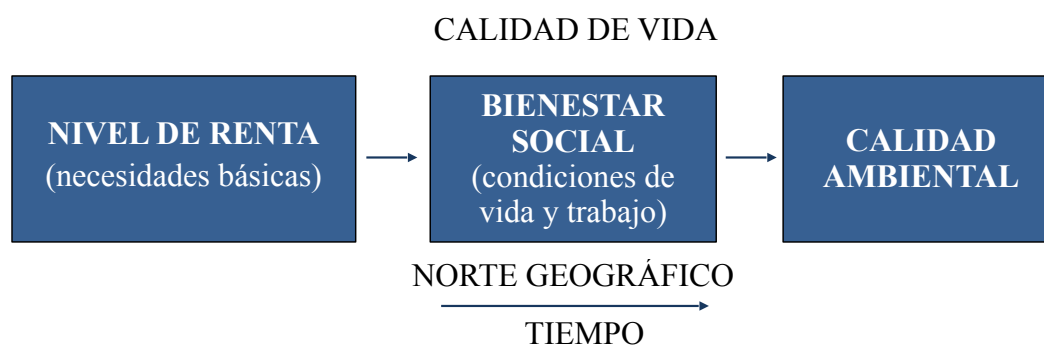 CALIDAD DE VIDA
NIVEL DE RENTA
(necesidades básicas)
BIENESTAR
SOCIAL
(condiciones de
vida y trabajo)
CALIDAD
AMBIENTAL
NORTE GEOGRÁFICO
TIEMPO